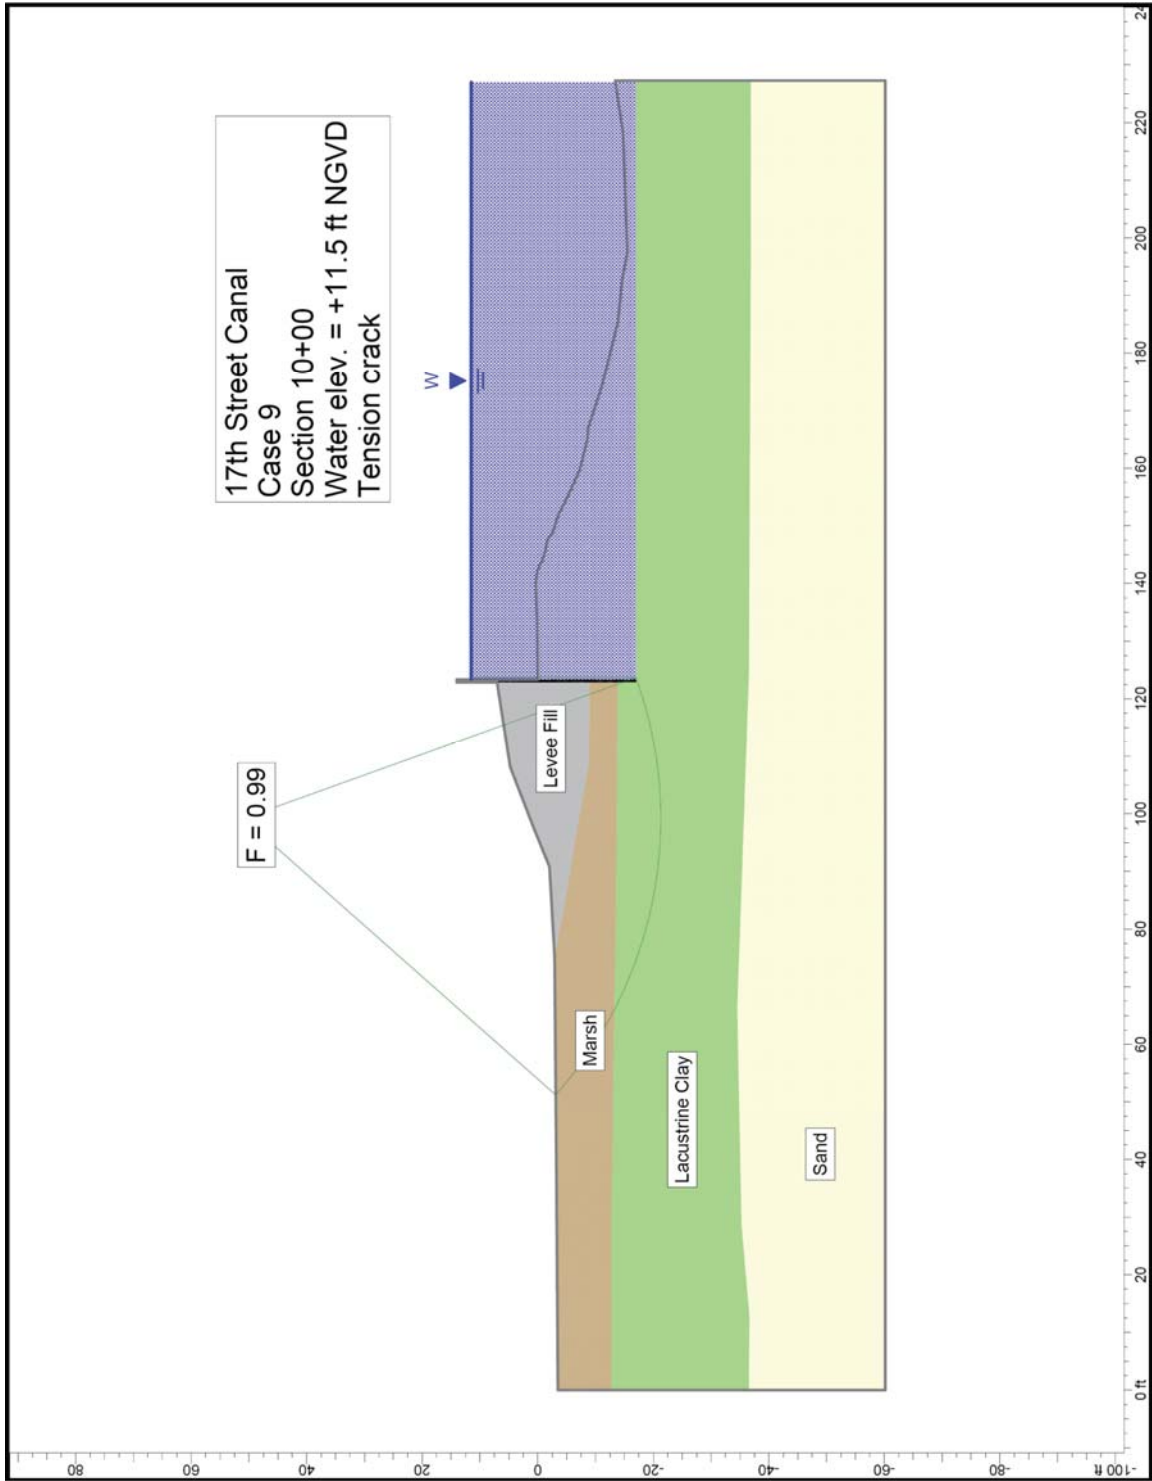 17th Street Canal
Case 9
Section 10+00
Water elev. = +11.5 ft NGVD
Tension crack
F = 0.99
W
Levee Fill
Marsh
Lacustrine Clay
Sand
80
60
40
20
0
-20
-40
-60
-80
-100 ft
0 ft
20
40
60
80
100
120
140
160
180
200
220
24